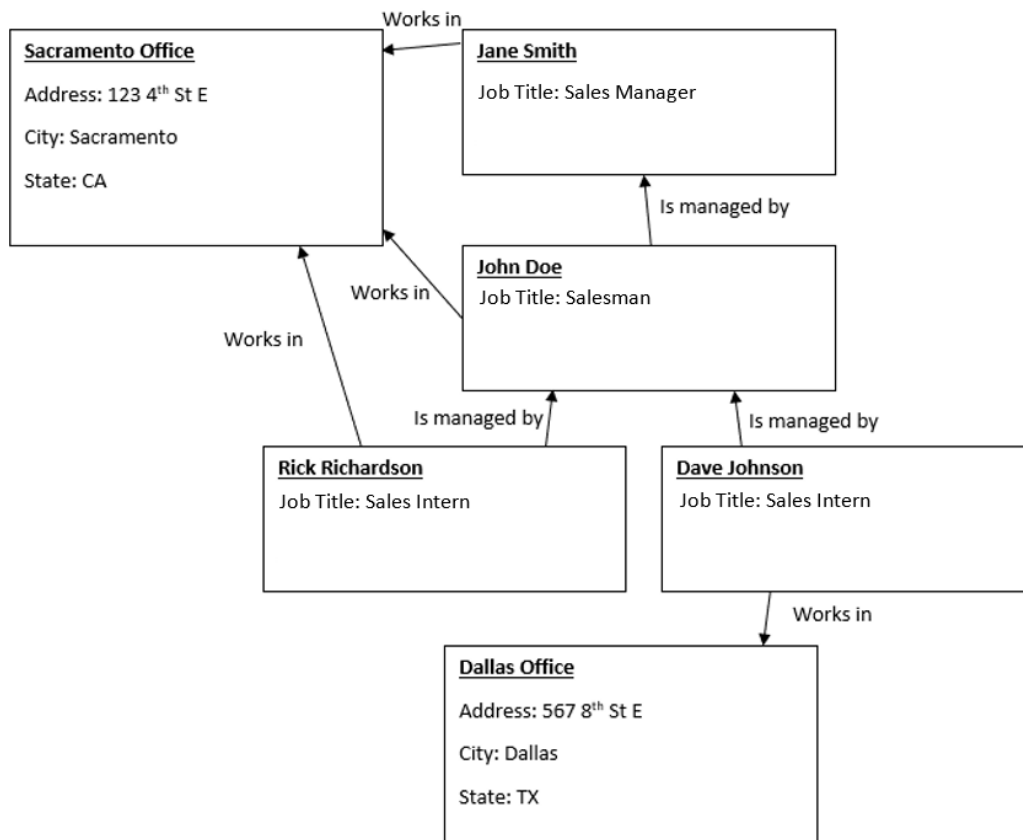 Works in
Sacramento Office
Address: 123 4th St E
City: Sacramento
State: CA
Jane Smith
Job Title: Sales Manager
Is managed by
John Doe
Job Title: Salesman
Works in
Works in
Is managed by
Is managed by
Rick Richardson
Job Title: Sales Intern
Dave Johnson
Job Title: Sales Intern
Works in
Dallas Office
Address: 567 8th St E
City: Dallas
State: TX